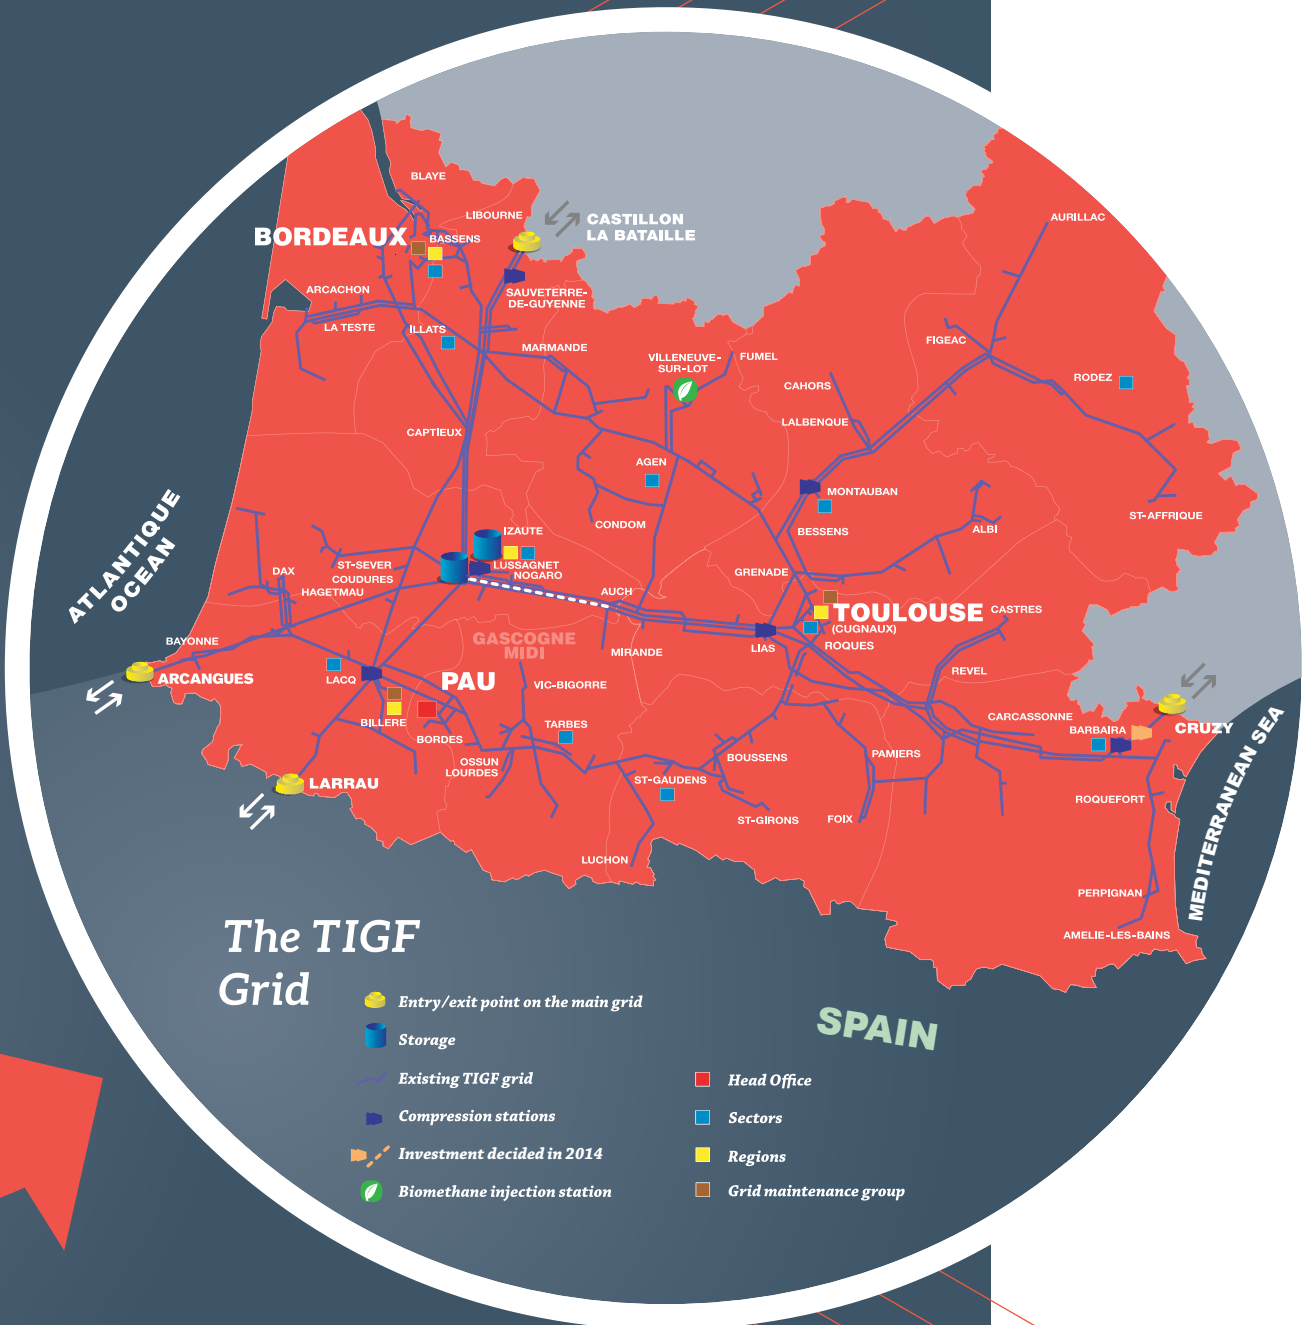 BLAYE
LIBOURNE
CASTILLON
LA BATAILLE
BORDEAUX
BASSENS
AURILLAC
ARCACHON
SAUVETERRE-
DE-GUYENNE
LA TESTE
ILLATS
MARMANDE
VILLENEUVE-
SUR-LOT
FUMEL
FIGEAC
CAHORS
RODEZ
LALBENQUE
CAPTIEUX
AGEN
MONTAUBAN
ATLANTIQUE
OCEAN
CONDOM
IZAUTE
BESSENS
ALBI
ST-AFFRIQUE
ST-SEVER
LUSSAGNET
NOGARO
DAX
COUDURES
HAGETMAU
GRENADE
AUCH
TOULOUSE
(CUGNAUX)
CASTRES
BAYONNE
GASCOGNE
MIDI
MIRANDE
LIAS
ROQUES
ARCANGUES
LACQ
PAU
VIC-BIGORRE
REVEL
BILLERE
TARBES
CARCASSONNE
BARBAIRA
CRUZY
BORDES
OSSUN
LOURDES
BOUSSENS
PAMIERS
MEDITERRANEAN SEA
LARRAU
ST-GAUDENS
ST-GIRONS
FOIX
ROQUEFORT
LUCHON
PERPIGNAN
AMELIE-LES-BAINS
The TIGF
Grid
SPAIN
Entry/exit point on the main grid
Storage
Existing TIGF grid
Compression stations
Investment decided in 2014
Biomethane injection station
Head Office
Sectors
Regions
Grid maintenance group